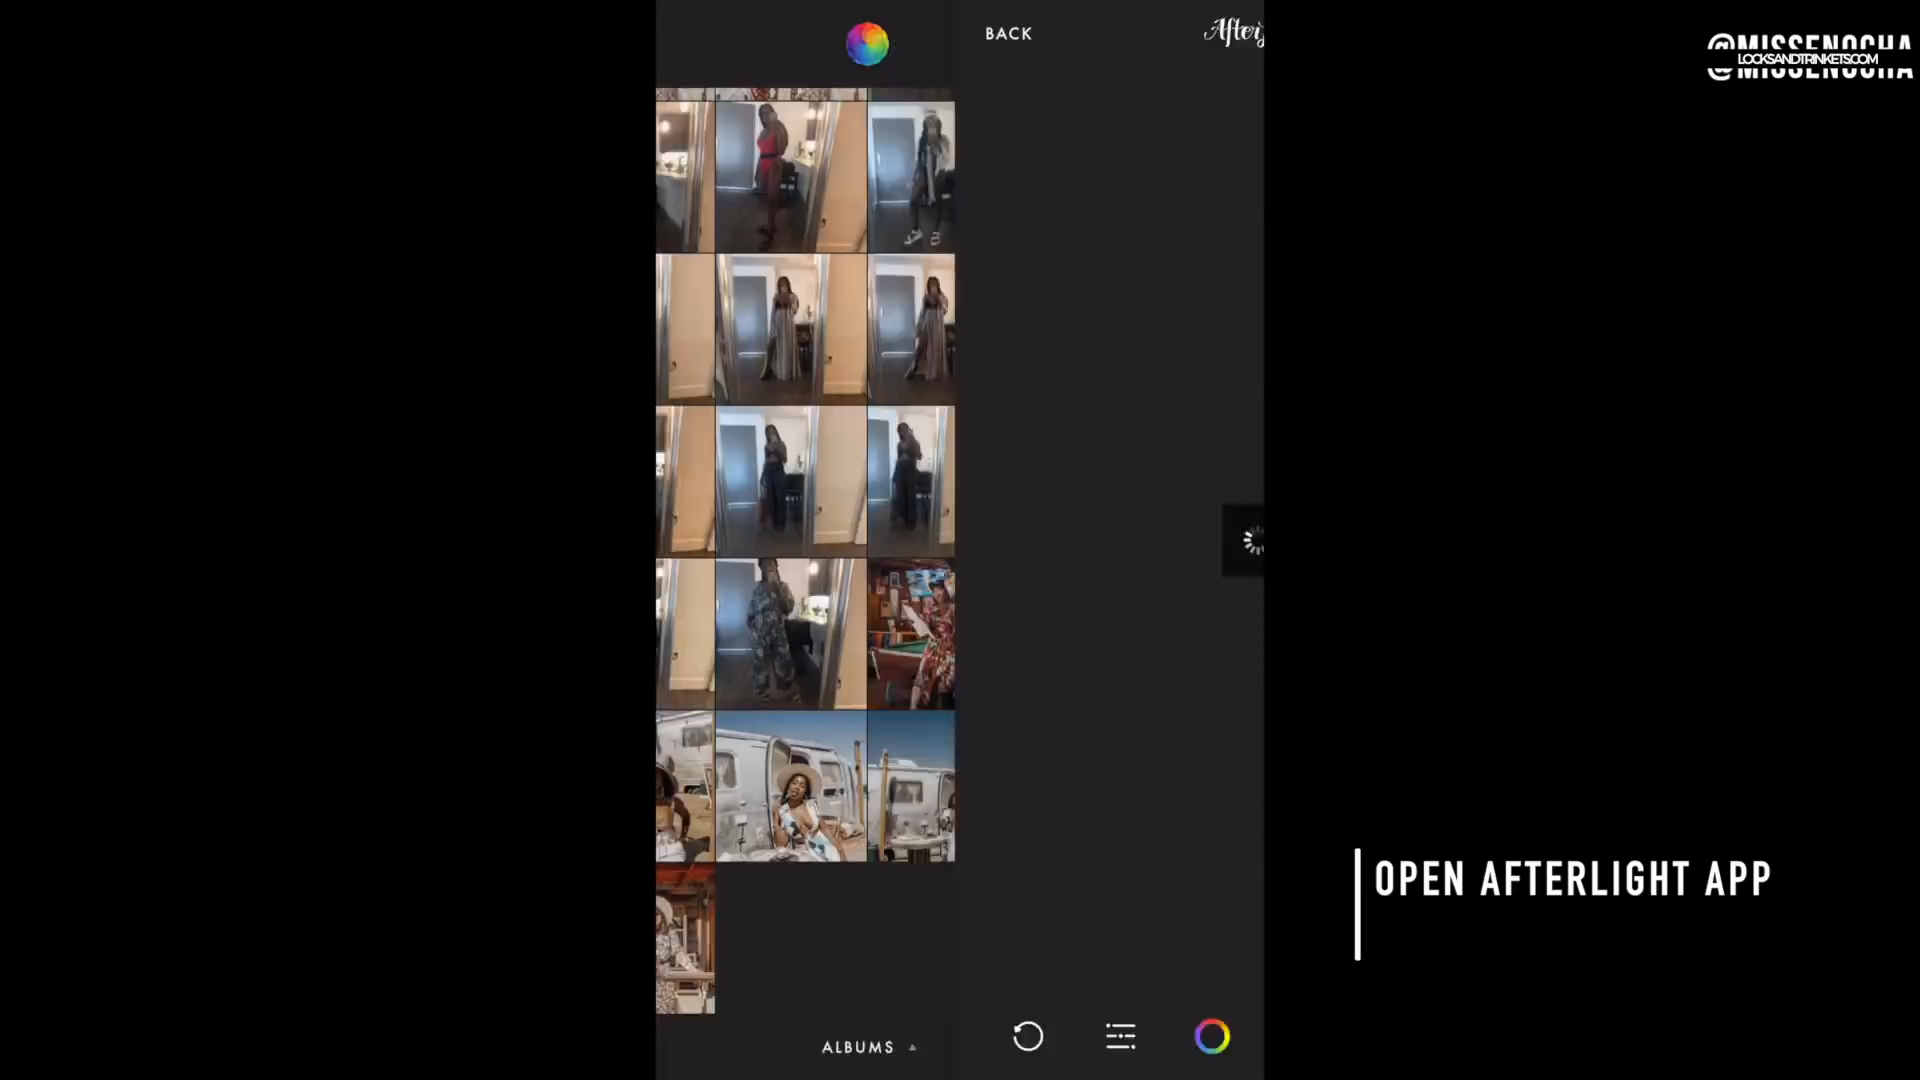 BACK
@MISSENOCHA
LOCKSANDTRINKETS.COM
OPEN AFTERLIGHT APP
ALBUMS